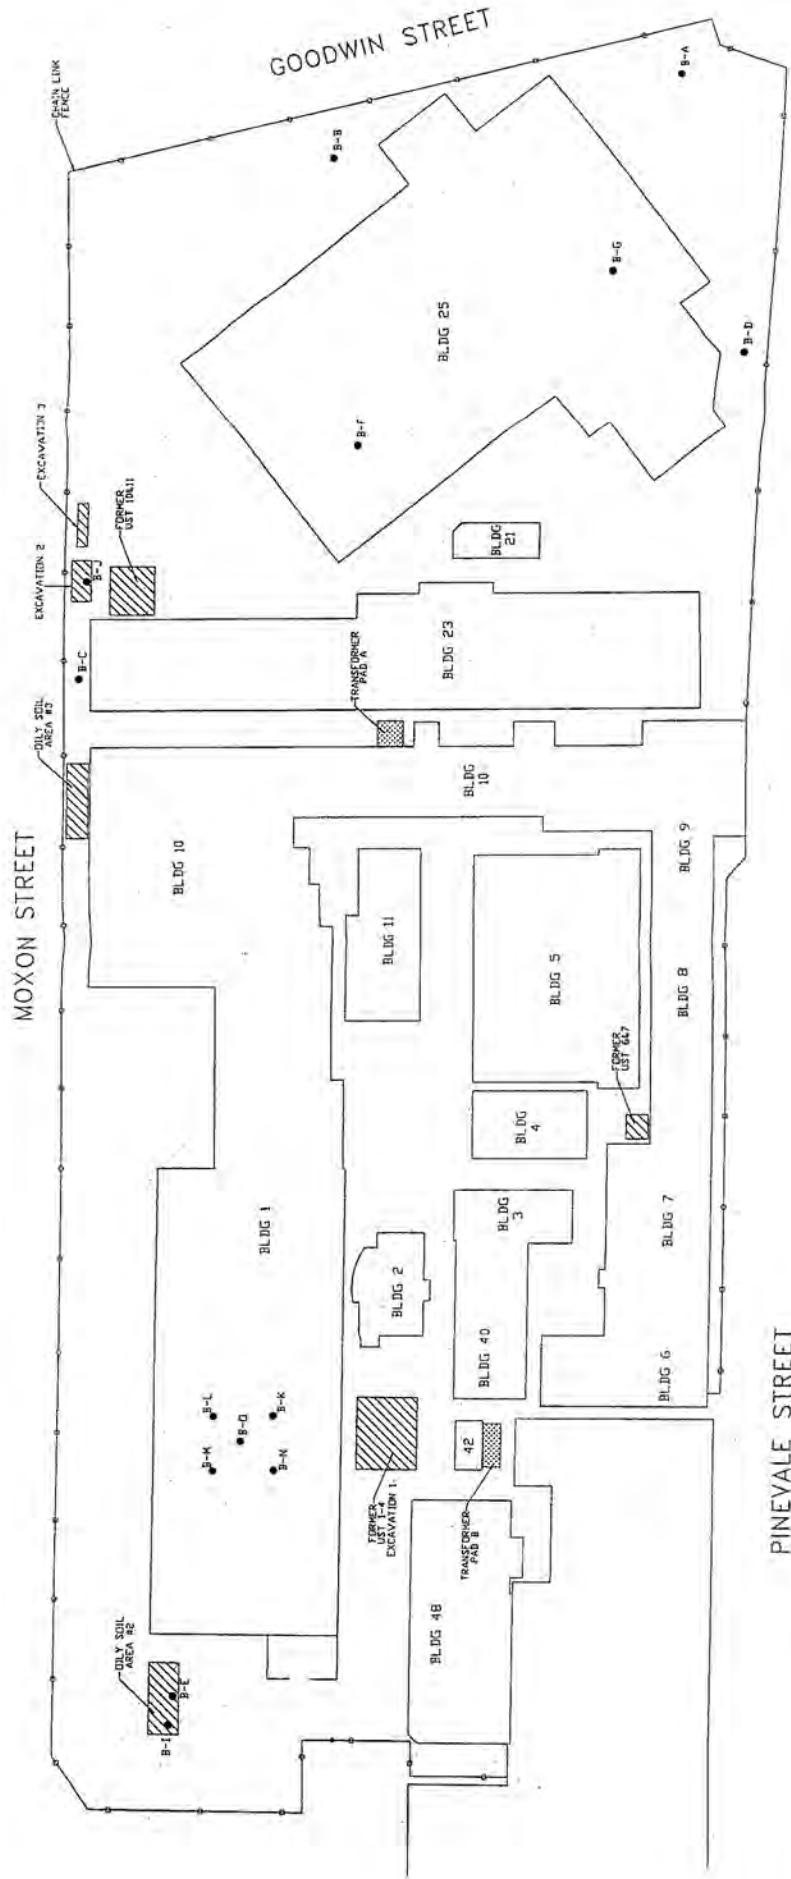 GOODWIN STREET
CHAIN LINK
FENCE
B-A
B-B
B-G
BLDG 25
B-D
B-F
EXCAVATION 3
EXCAVATION 2
FORMER
UST 10&11
B-J
BLDG
21
B-C
BLDG 23
TRANSFORMER
PAD A
OILY SOIL
AREA #3
MOXON STREET
BLDG 10
BLDG
10
BLDG 9
BLDG 11
BLDG 5
BLDG 8
FORMER
UST 6&7
BLDG
4
BLDG 1
BLDG
3
BLDG 7
BLDG 2
BLDG 40
BLDG 6
B-L
B-O
B-K
B-M
B-N
42
FORMER
UST 1-4
EXCAVATION 1
TRANSFORMER
PAD B
PINEVALE STREET
BLDG 48
OILY SOIL
AREA #2
B-E
B-I